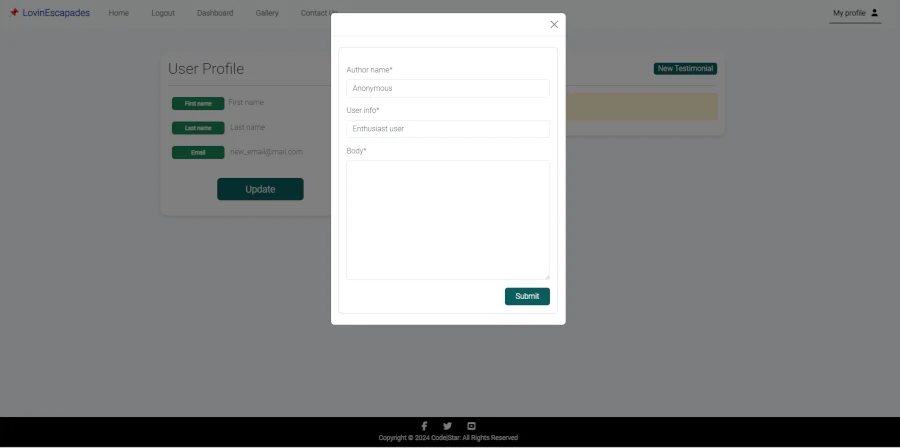 LovinEscapades Home Logout Dashboard Gallery Contact My profile
User Profile
New Testimonial
First name First name
Last name Last name
Email new_email@mail.com
Update
Author name*
Anonymous
User info*
Enthusiast user
Body*
Submit
Copyright © 2024 Code|Star: All Rights Reserved